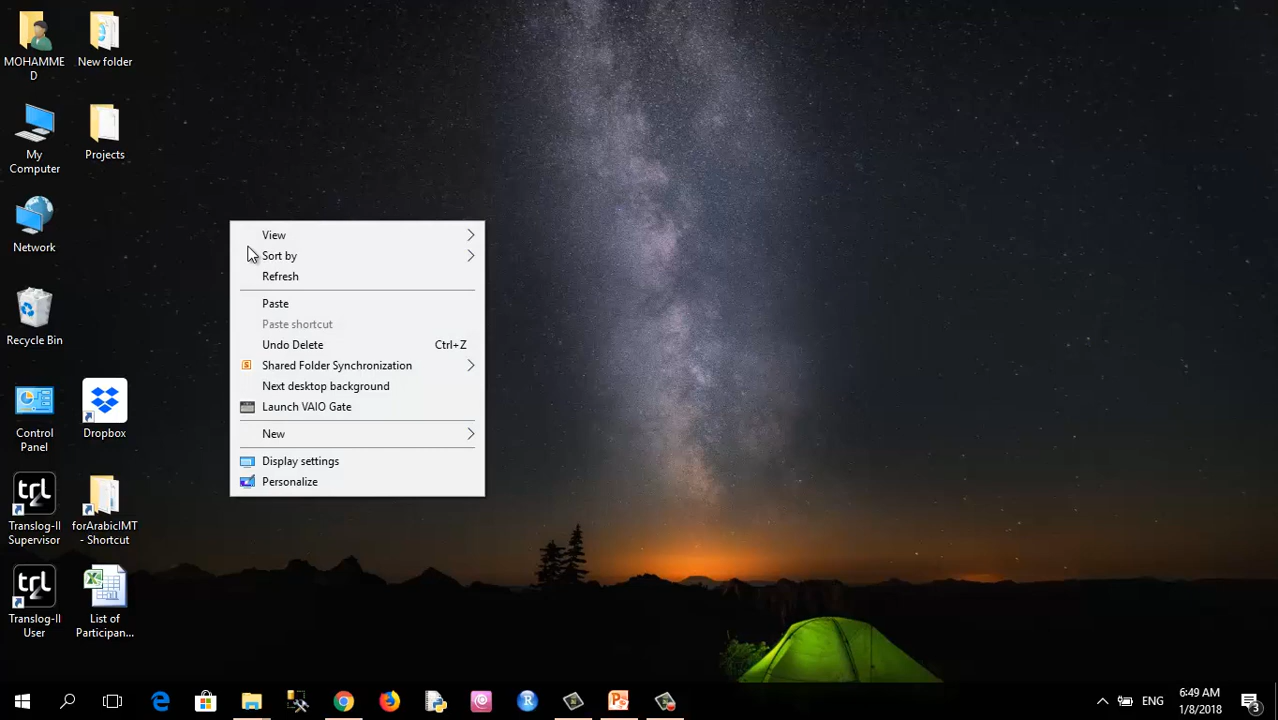 MOHAMME
D
New folder
My
Computer
Projects
Network
Recycle Bin
Control
Panel
Dropbox
trl
Translog-II
Supervisor
forArabicIMT
- Shortcut
trl
Translog-II
User
List of
Participan...
View
Sort by
Refresh
Paste
Paste shortcut
Undo Delete Ctrl+Z
S
Shared Folder Synchronization
Next desktop background
Launch VAIO Gate
New
Display settings
Personalize
ENG
6:49 AM
1/8/2018
3